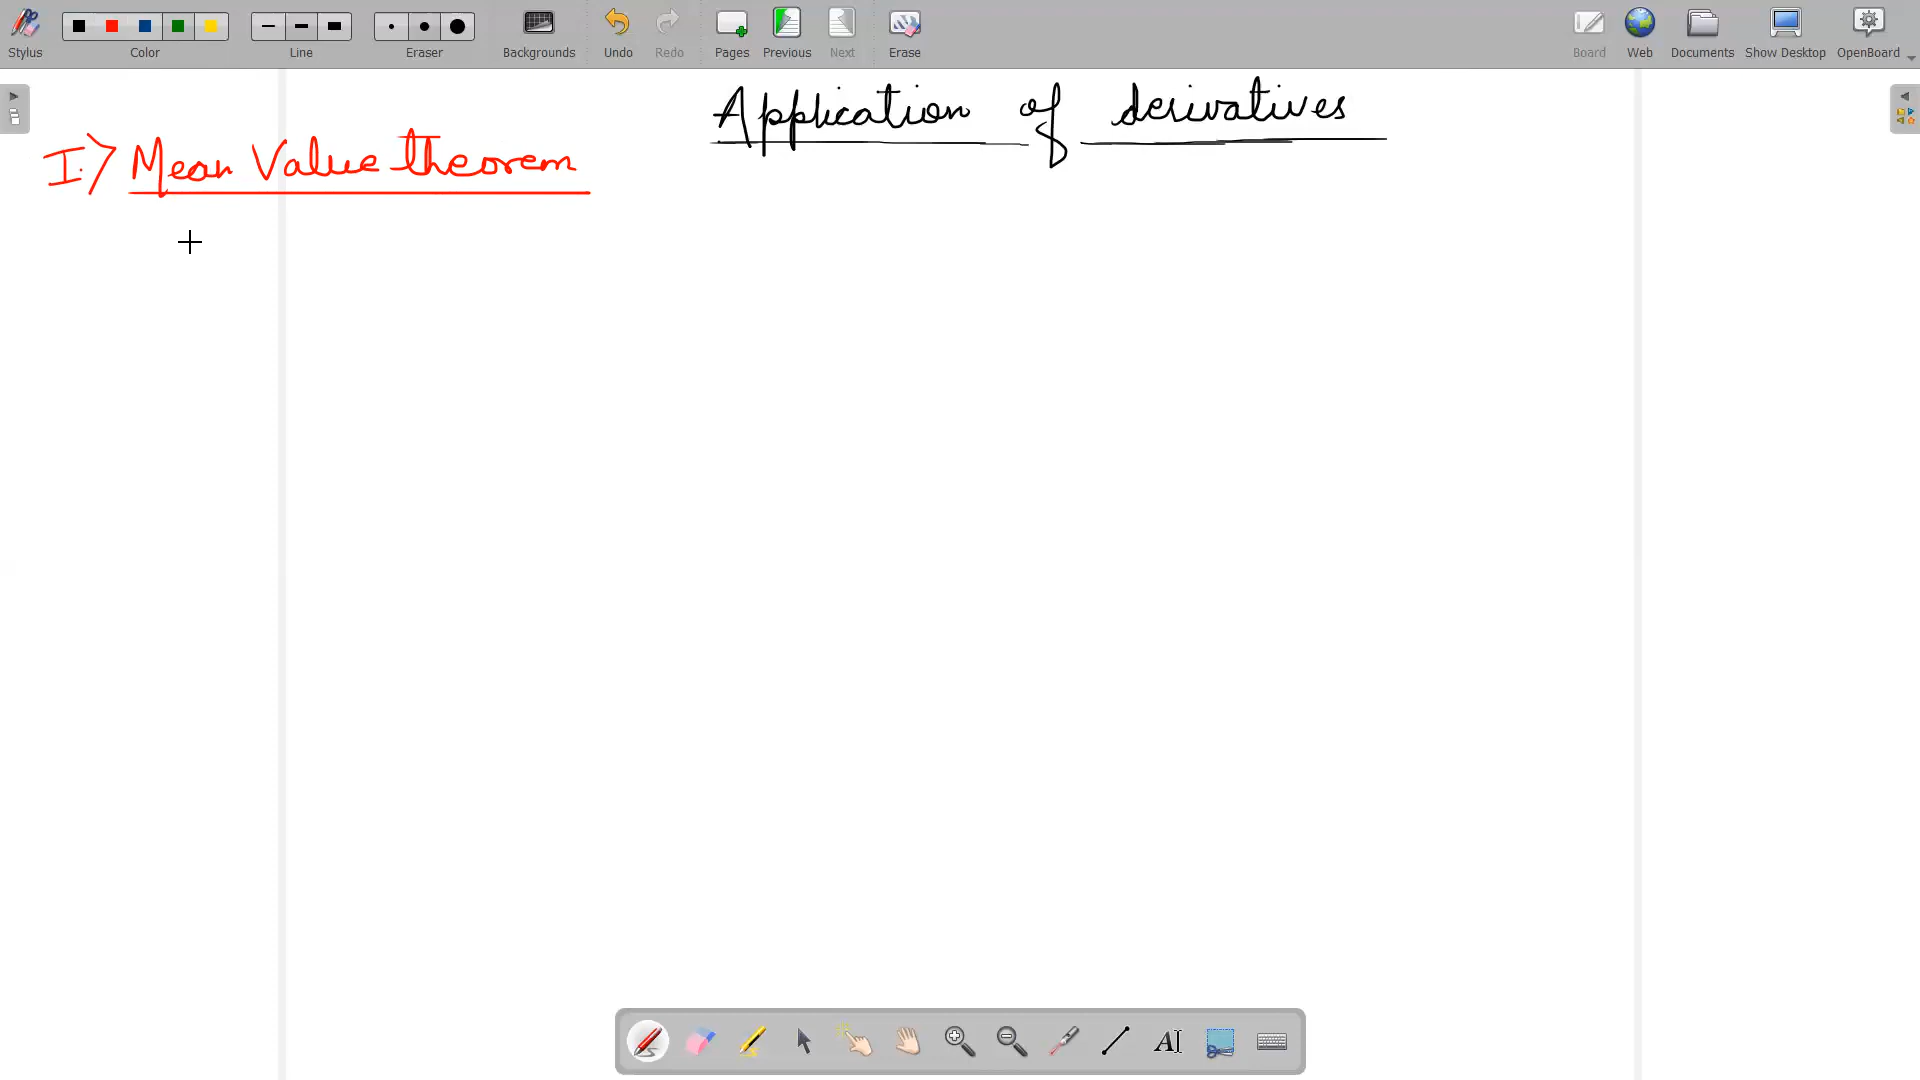 Stylus Color Line Eraser Backgrounds Undo Redo Pages Previous Next Erase Board Web Documents Show Desktop OpenBoard
Application of derivatives
I.> Mean Value theorem